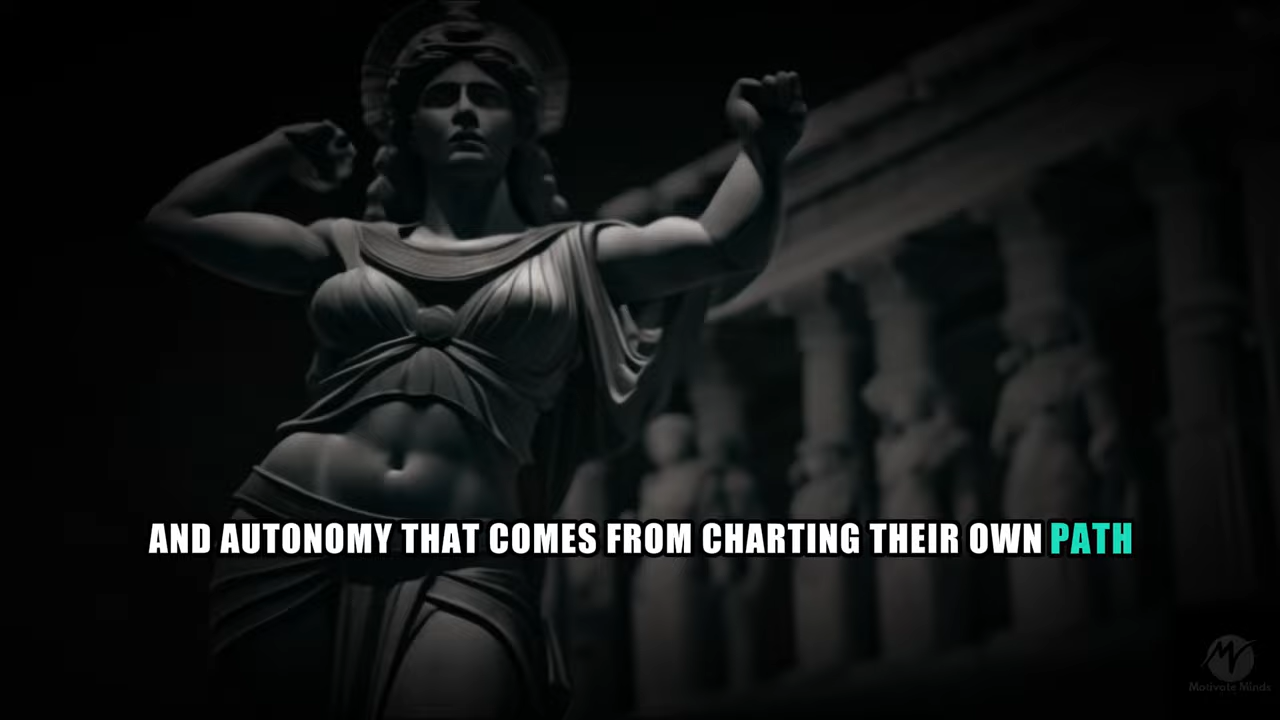 AND AUTONOMY THAT COMES FROM CHARTING THEIR OWN PATH
Motivate Minds